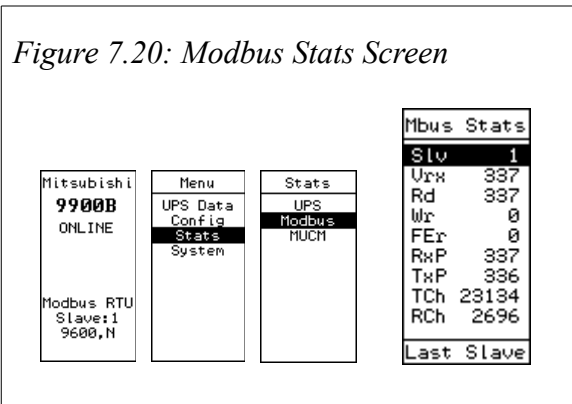 Figure 7.20: Modbus Stats Screen
Mitsubishi
9900B
ONLINE
Modbus RTU
Slave:1
9600,N
Menu
UPS Data
Config
Stats
System
Stats
UPS
Modbus
MUCM
Mbus Stats
Slv 1
Vrx 337
Rd 337
Wr 0
FEr 0
RxP 337
TxP 336
TCh 23134
RCh 2696
Last Slave